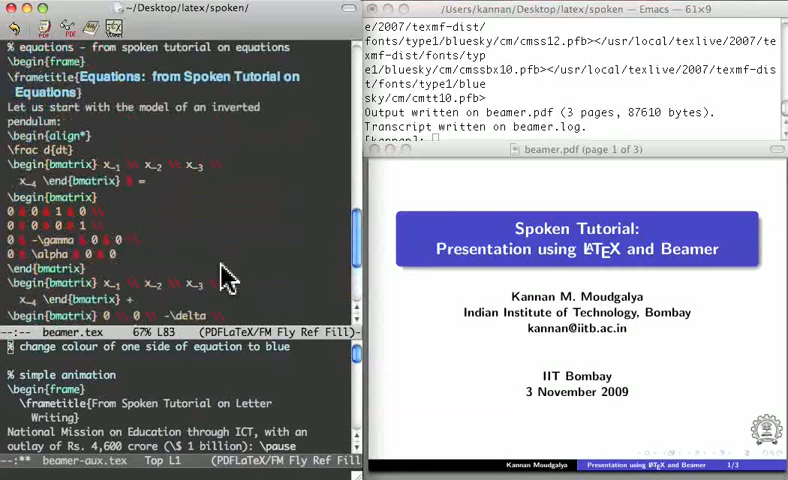 ~/Desktop/latex/spoken/
% equations - from spoken tutorial on equations
\begin{frame}
\frametitle{Equations: from Spoken Tutorial on
Equations}
Let us start with the model of an inverted
pendulum:
\begin{align*}
\frac d{dt}
\begin{bmatrix} x_1 \\ x_2 \\ x_3 \\
x_4 \end{bmatrix} & =
\begin{bmatrix}
0 & 0 & 1 & 0 \\
0 & 0 & 0 & 1 \\
0 & -\gamma & 0 & 0 \\
0 & \alpha & 0 & 0
\end{bmatrix}
\begin{bmatrix} x_1 \\ x_2 \\ x_3 \\
x_4 \end{bmatrix} +
\begin{bmatrix} 0 \\ 0 \\ -\delta \\
--:-- beamer.tex 67% L83 (PDFLaTeX/FM Fly Ref Fill)-
% change colour of one side of equation to blue
% simple animation
\begin{frame}
\frametitle{From Spoken Tutorial on Letter
Writing}
National Mission on Education through ICT, with an
outlay of Rs. 4,600 crore (\$ 1 billion): \pause
--:** beamer-aux.tex Top L1 (PDFLaTeX/FM Fly Ref Fill
/Users/kannan/Desktop/latex/spoken — Emacs — 61×9
e/2007/texmf-dist/
fonts/type1/bluesky/cm/cmss12.pfb></usr/local/texlive/2007/te
xmf-dist/fonts/typ
e1/bluesky/cm/cmssbx10.pfb></usr/local/texlive/2007/texmf-dis
t/fonts/type1/blue
sky/cm/cmtt10.pfb>
Output written on beamer.pdf (3 pages, 87610 bytes).
Transcript written on beamer.log.
[kannan]:
beamer.pdf (page 1 of 3)
Spoken Tutorial:
Presentation using LATEX and Beamer
Kannan M. Moudgalya
Indian Institute of Technology, Bombay
kannan@iitb.ac.in
IIT Bombay
3 November 2009
Kannan Moudgalya Presentation using LATEX and Beamer 1/3